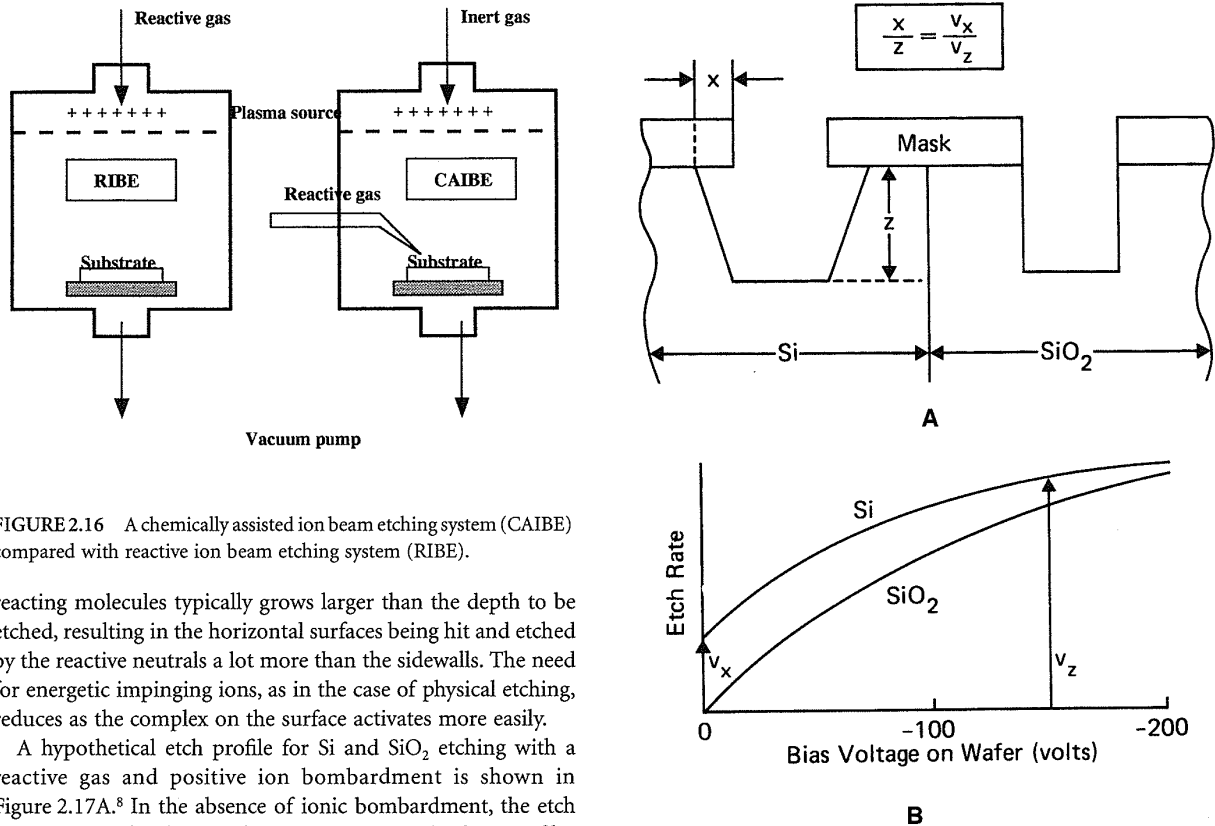 Reactive gas
Inert gas
+ + + + + + +
Plasma source
+ + + + + + +
RIBE
CAIBE
Reactive gas
Substrate
Substrate
Vacuum pump
FIGURE 2.16 A chemically assisted ion beam etching system (CAIBE)
compared with reactive ion beam etching system (RIBE).
reacting molecules typically grows larger than the depth to be
etched, resulting in the horizontal surfaces being hit and etched
by the reactive neutrals a lot more than the sidewalls. The need
for energetic impinging ions, as in the case of physical etching,
reduces as the complex on the surface activates more easily.
A hypothetical etch profile for Si and SiO₂ etching with a
reactive gas and positive ion bombardment is shown in
Figure 2.17A.⁸ In the absence of ionic bombardment, the etch
x/z = vₓ/v_z
x
Mask
z
Si
SiO₂
A
Etch Rate
Si
SiO₂
vₓ
v_z
0
-100
-200
Bias Voltage on Wafer (volts)
B